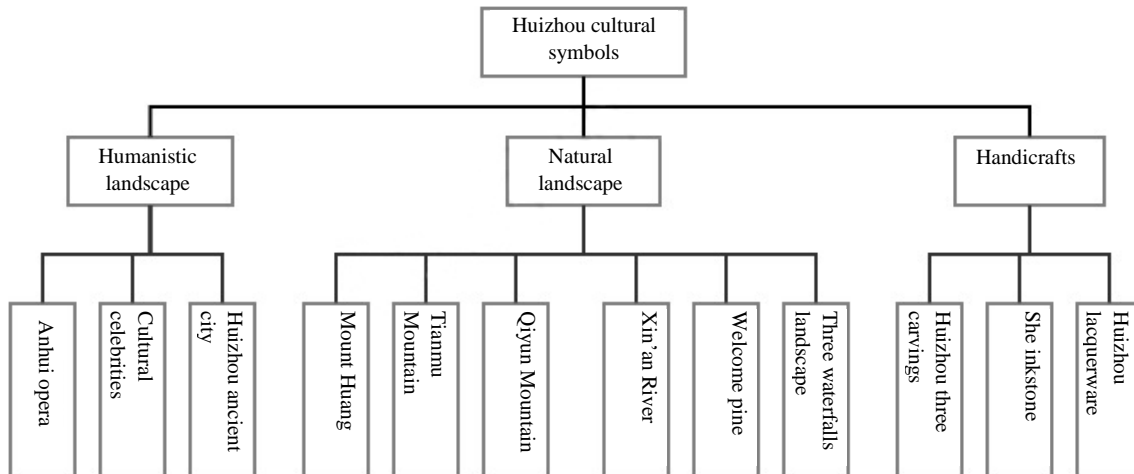 Huizhou cultural
symbols
Humanistic
landscape
Natural
landscape
Handicrafts
Anhui opera
Cultural
celebrities
Huizhou ancient
city
Mount Huang
Tianmu
Mountain
Qiyun Mountain
Xin’an River
Welcome pine
Three waterfalls
landscape
Huizhou three
carvings
She inkstone
Huizhou
lacquerware